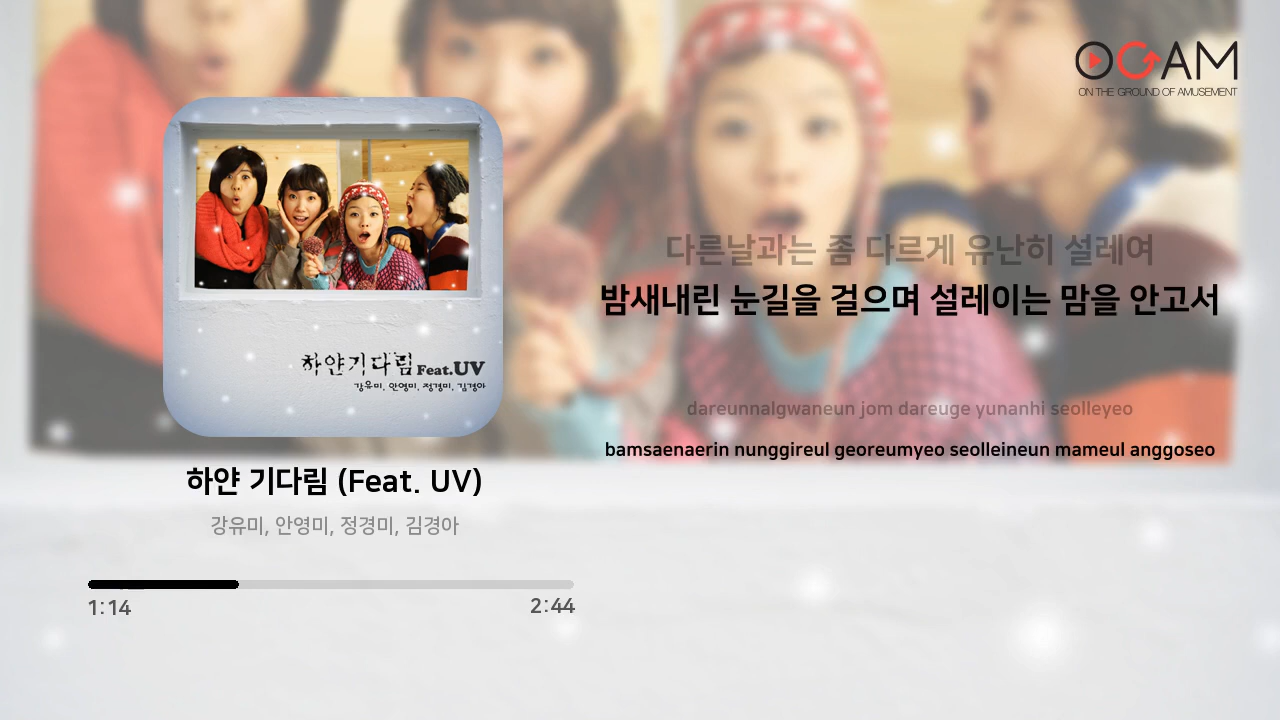 OGAM
ON THE GROUND OF AMUSEMENT
하얀기다림 Feat.UV
강유미, 안영미, 정경미, 김경아
다른날과는 좀 다르게 유난히 설레여
밤새내린 눈길을 걸으며 설레이는 맘을 안고서
dareunnalgwaneun jom dareuge yunanhi seolleyeo
bamsaenaerin nunggireul georeumyeo seolleineun mameul anggoseo
하얀 기다림 (Feat. UV)
강유미, 안영미, 정경미, 김경아
1:14
2:44